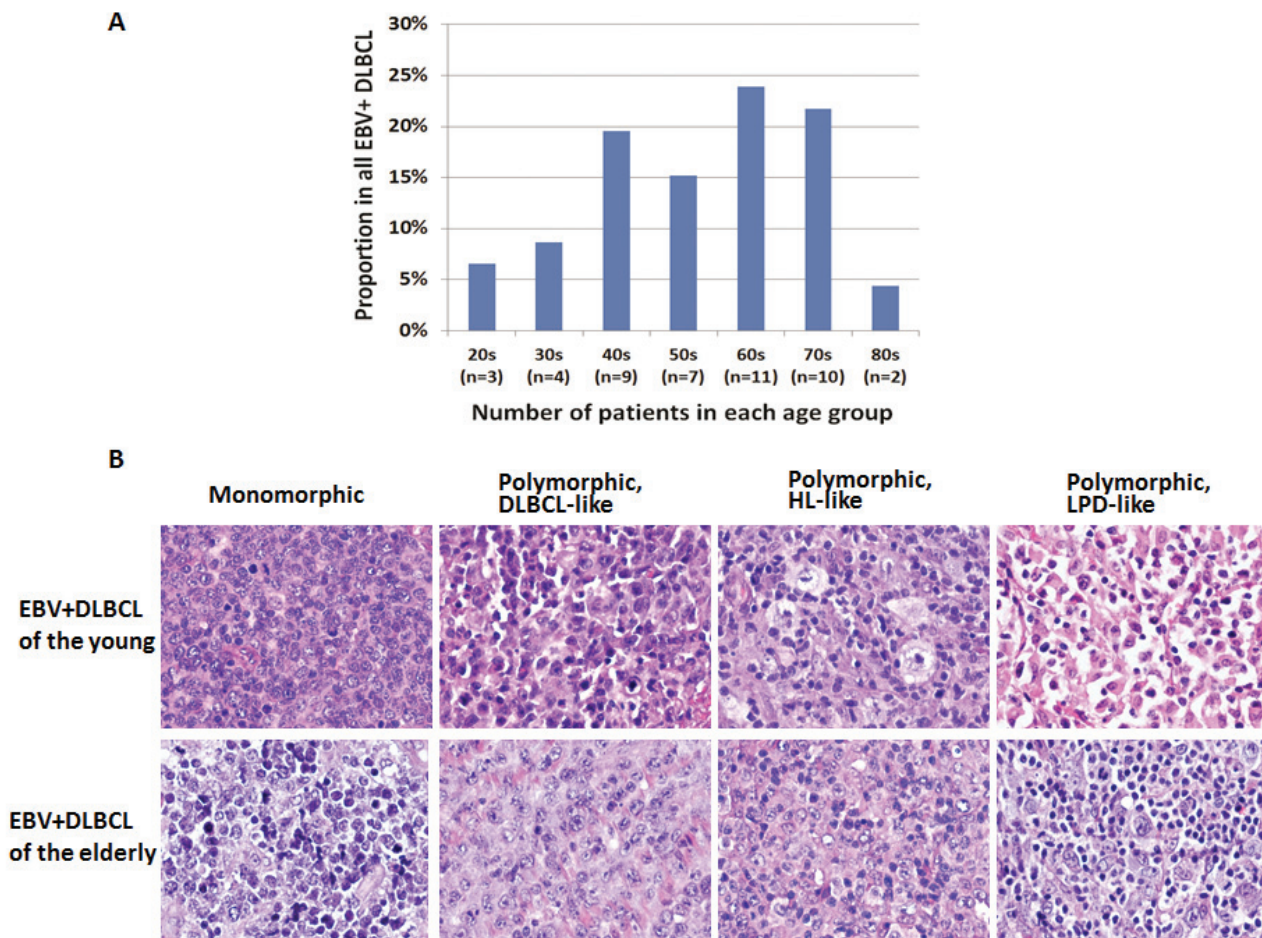 A
Proportion in all EBV+ DLBCL
30%
25%
20%
15%
10%
5%
0%
20s 30s 40s 50s 60s 70s 80s
(n=3) (n=4) (n=9) (n=7) (n=11) (n=10) (n=2)
Number of patients in each age group
B
Monomorphic
Polymorphic,
DLBCL-like
Polymorphic,
HL-like
Polymorphic,
LPD-like
EBV+DLBCL
of the young
EBV+DLBCL
of the elderly